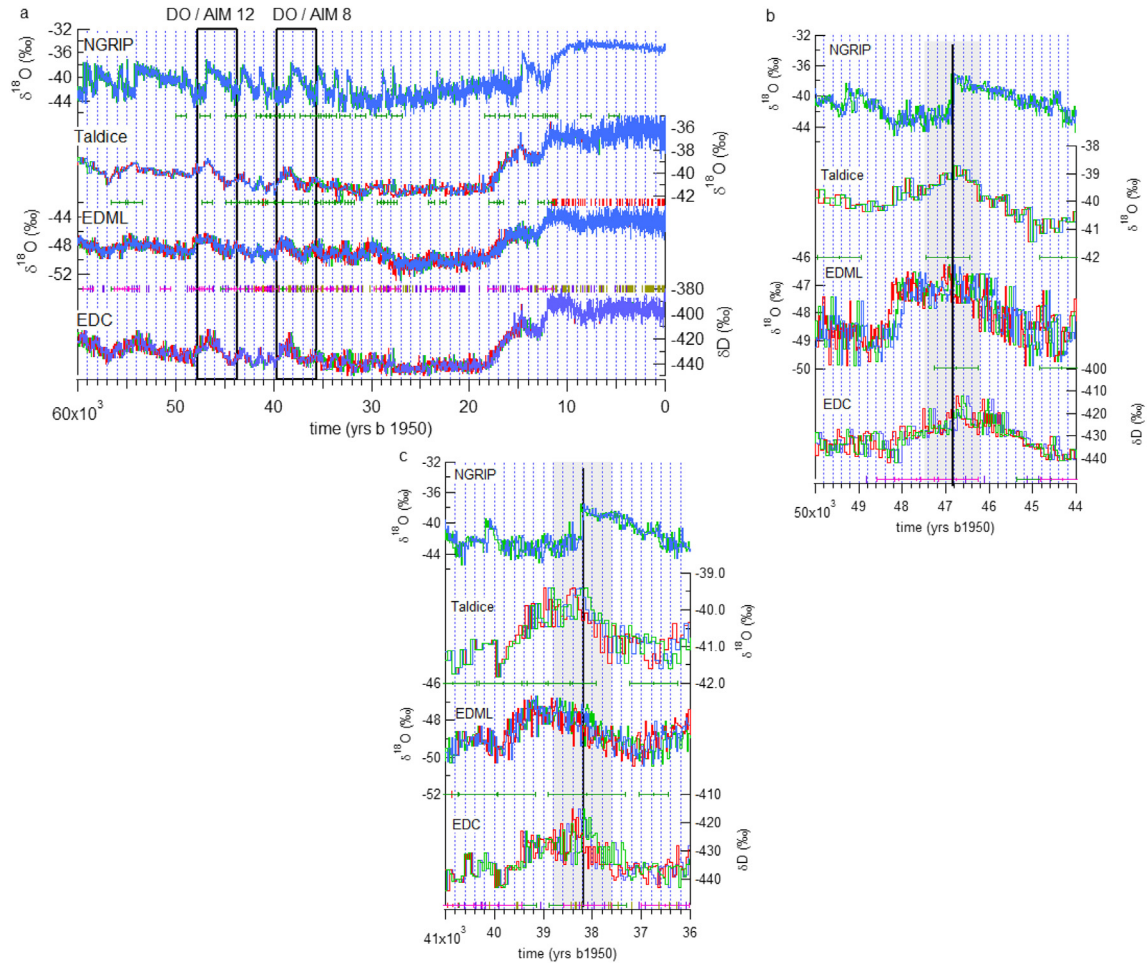 a
DO / AIM 12
DO / AIM 8
NGRIP
δ18O (‰)
-32
-36
-40
-44
Taldice
-36
-38
-40
-42
δ18O (‰)
EDML
δ18O (‰)
-44
-48
-52
EDC
-380
-400
-420
-440
δD (‰)
60x10³
50
40
30
20
10
0
time (yrs b 1950)
b
NGRIP
δ18O (‰)
-32
-36
-40
-44
Taldice
-38
-39
-40
-41
-42
δ18O (‰)
EDML
δ18O (‰)
-46
-47
-48
-49
-50
EDC
-400
-410
-420
-430
-440
δD (‰)
50x10³
49
48
47
46
45
44
time (yrs b1950)
c
NGRIP
δ18O (‰)
-32
-36
-40
-44
Taldice
-39.0
-40.0
-41.0
-42.0
δ18O (‰)
EDML
δ18O (‰)
-46
-48
-50
-52
EDC
-410
-420
-430
-440
δD (‰)
41x10³
40
39
38
37
36
time (yrs b1950)